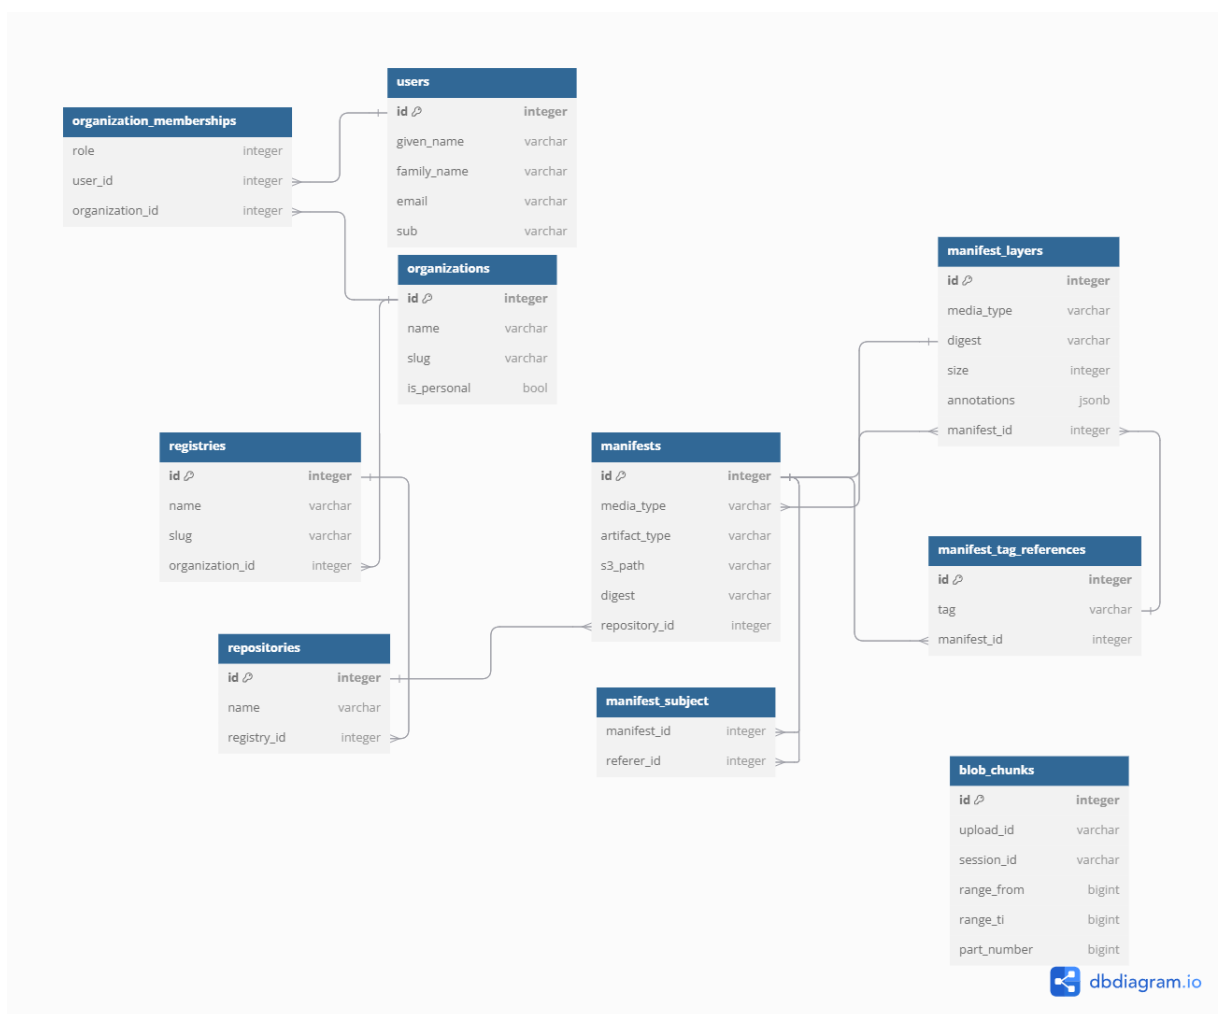 users
id integer
given_name varchar
family_name varchar
email varchar
sub varchar
organization_memberships
role integer
user_id integer
organization_id integer
organizations
id integer
name varchar
slug varchar
is_personal bool
manifest_layers
id integer
media_type varchar
digest varchar
size integer
annotations jsonb
manifest_id integer
registries
id integer
name varchar
slug varchar
organization_id integer
manifests
id integer
media_type varchar
artifact_type varchar
s3_path varchar
digest varchar
repository_id integer
manifest_tag_references
id integer
tag varchar
manifest_id integer
repositories
id integer
name varchar
registry_id integer
manifest_subject
manifest_id integer
referer_id integer
blob_chunks
id integer
upload_id varchar
session_id varchar
range_from bigint
range_ti bigint
part_number bigint
dbdiagram.io